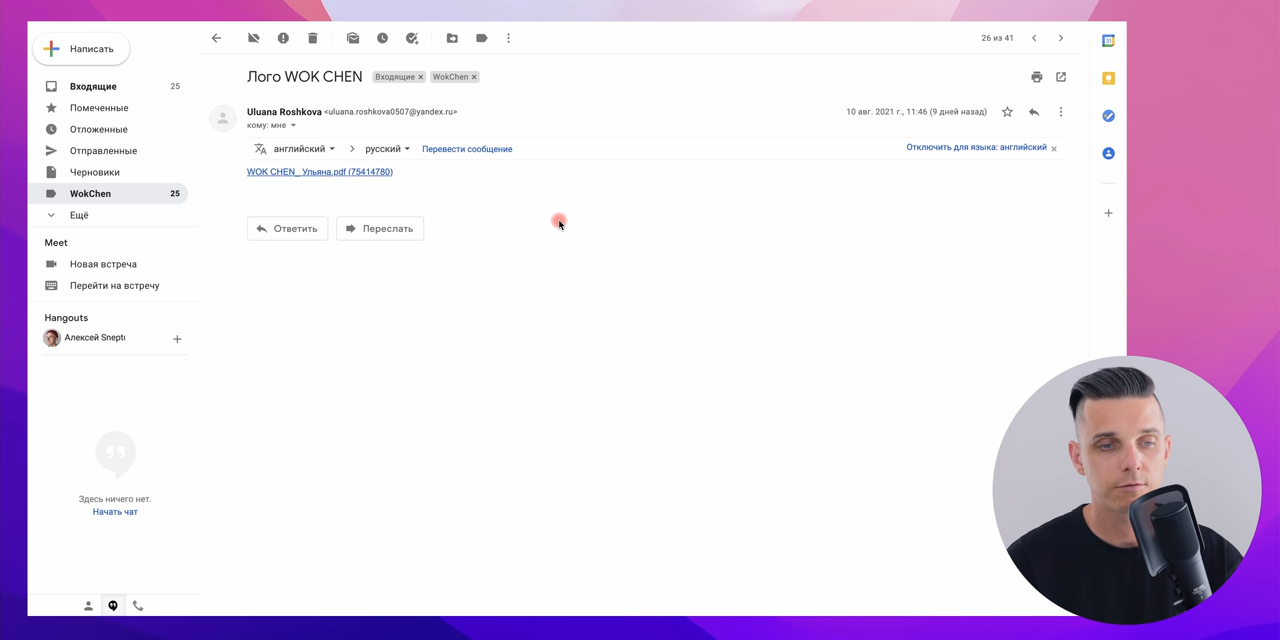 Написать
26 из 41
Лого WOK CHEN Входящие × WokChen ×
Входящие 25
Помеченные
Отложенные
Отправленные
Черновики
WokChen 25
Ещё
Uluana Roshkova <uluana.roshkova0507@yandex.ru>
10 авг. 2021 г., 11:46 (9 дней назад)
кому: мне
английский > русский Перевести сообщение
Отключить для языка: английский ×
WOK CHEN_ Ульяна.pdf (75414780)
Ответить Переслать
Meet
Новая встреча
Перейти на встречу
Hangouts
Алексей Snept
Здесь ничего нет.
Начать чат